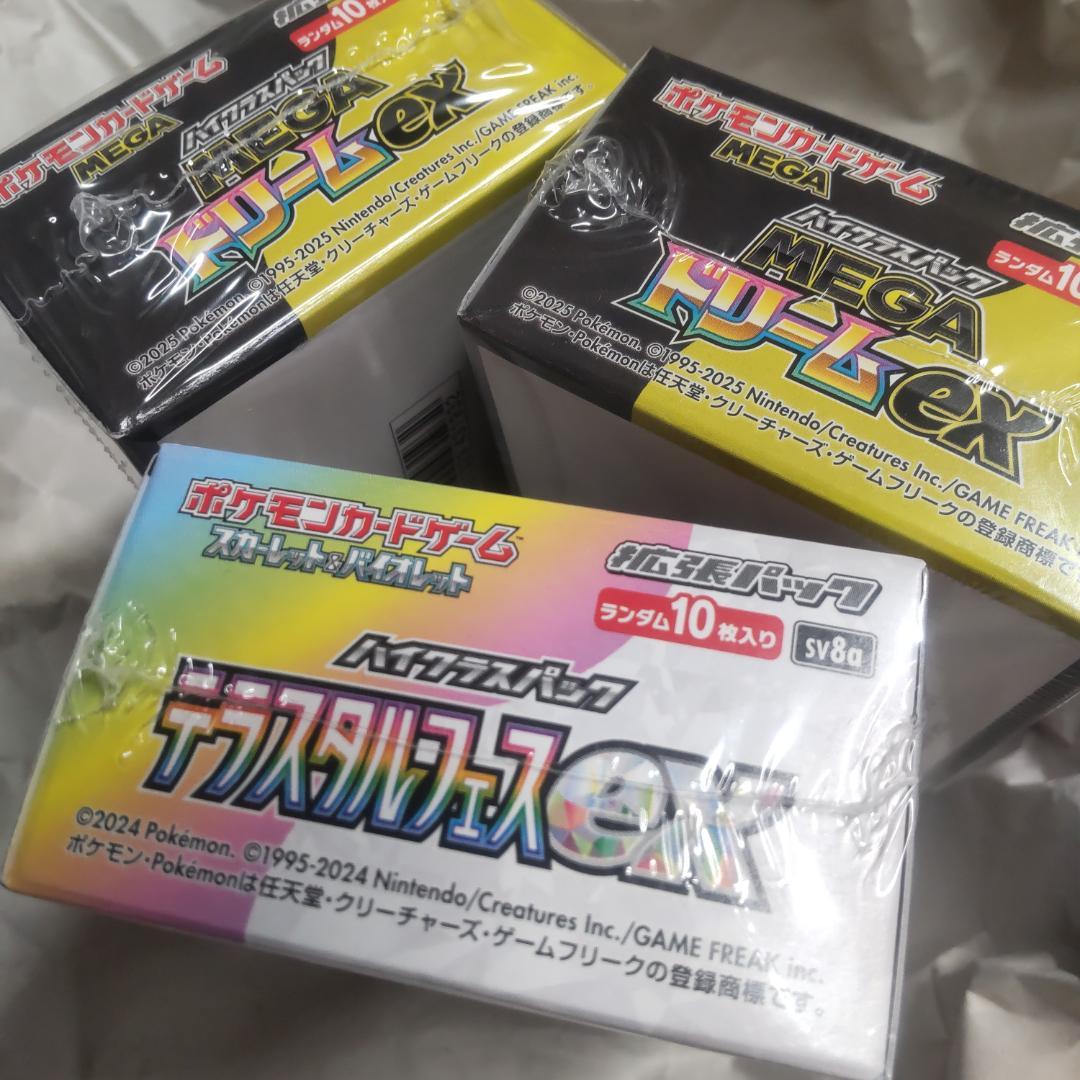 拡
ランダム10枚入
ポケモンカードゲーム
MEGA
ハイクラスパック
MEGA
ドリームex
©2025 Pokémon. ©1995-2025 Nintendo/Creatures Inc./GAME FREAK inc.
ポケモン・Pokémonは任天堂・クリーチャーズ・ゲームフリークの登録商標です。
ポケモンカードゲーム
MEGA
拡
ランダム10
ハイクラスパック
MEGA
ドリームex
©2025 Pokémon. ©1995-2025 Nintendo/Creatures Inc./GAME FREAK
ポケモン・Pokémonは任天堂・クリーチャーズ・ゲームフリークの登録商標で
ポケモンカードゲーム™
スカーレット&バイオレット
拡張パック
ランダム10枚入り
sv8a
ハイクラスパック
テラスタルフェスex
©2024 Pokémon. ©1995-2024 Nintendo/Creatures Inc./GAME FREAK inc.
ポケモン・Pokémonは任天堂・クリーチャーズ・ゲームフリークの登録商標です。